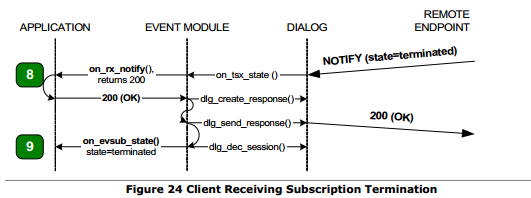 REMOTE
APPLICATION EVENT MODULE DIALOG ENDPOINT
NOTIFY (state=terminated)
8 on_rx_notify(), on_tsx_state ()
returns 200
200 (OK) dlg_create_response()
200 (OK)
dlg_send_response()
9 on_evsub_state() dlg_dec_session()
state=terminated
Figure 24 Client Receiving Subscription Termination